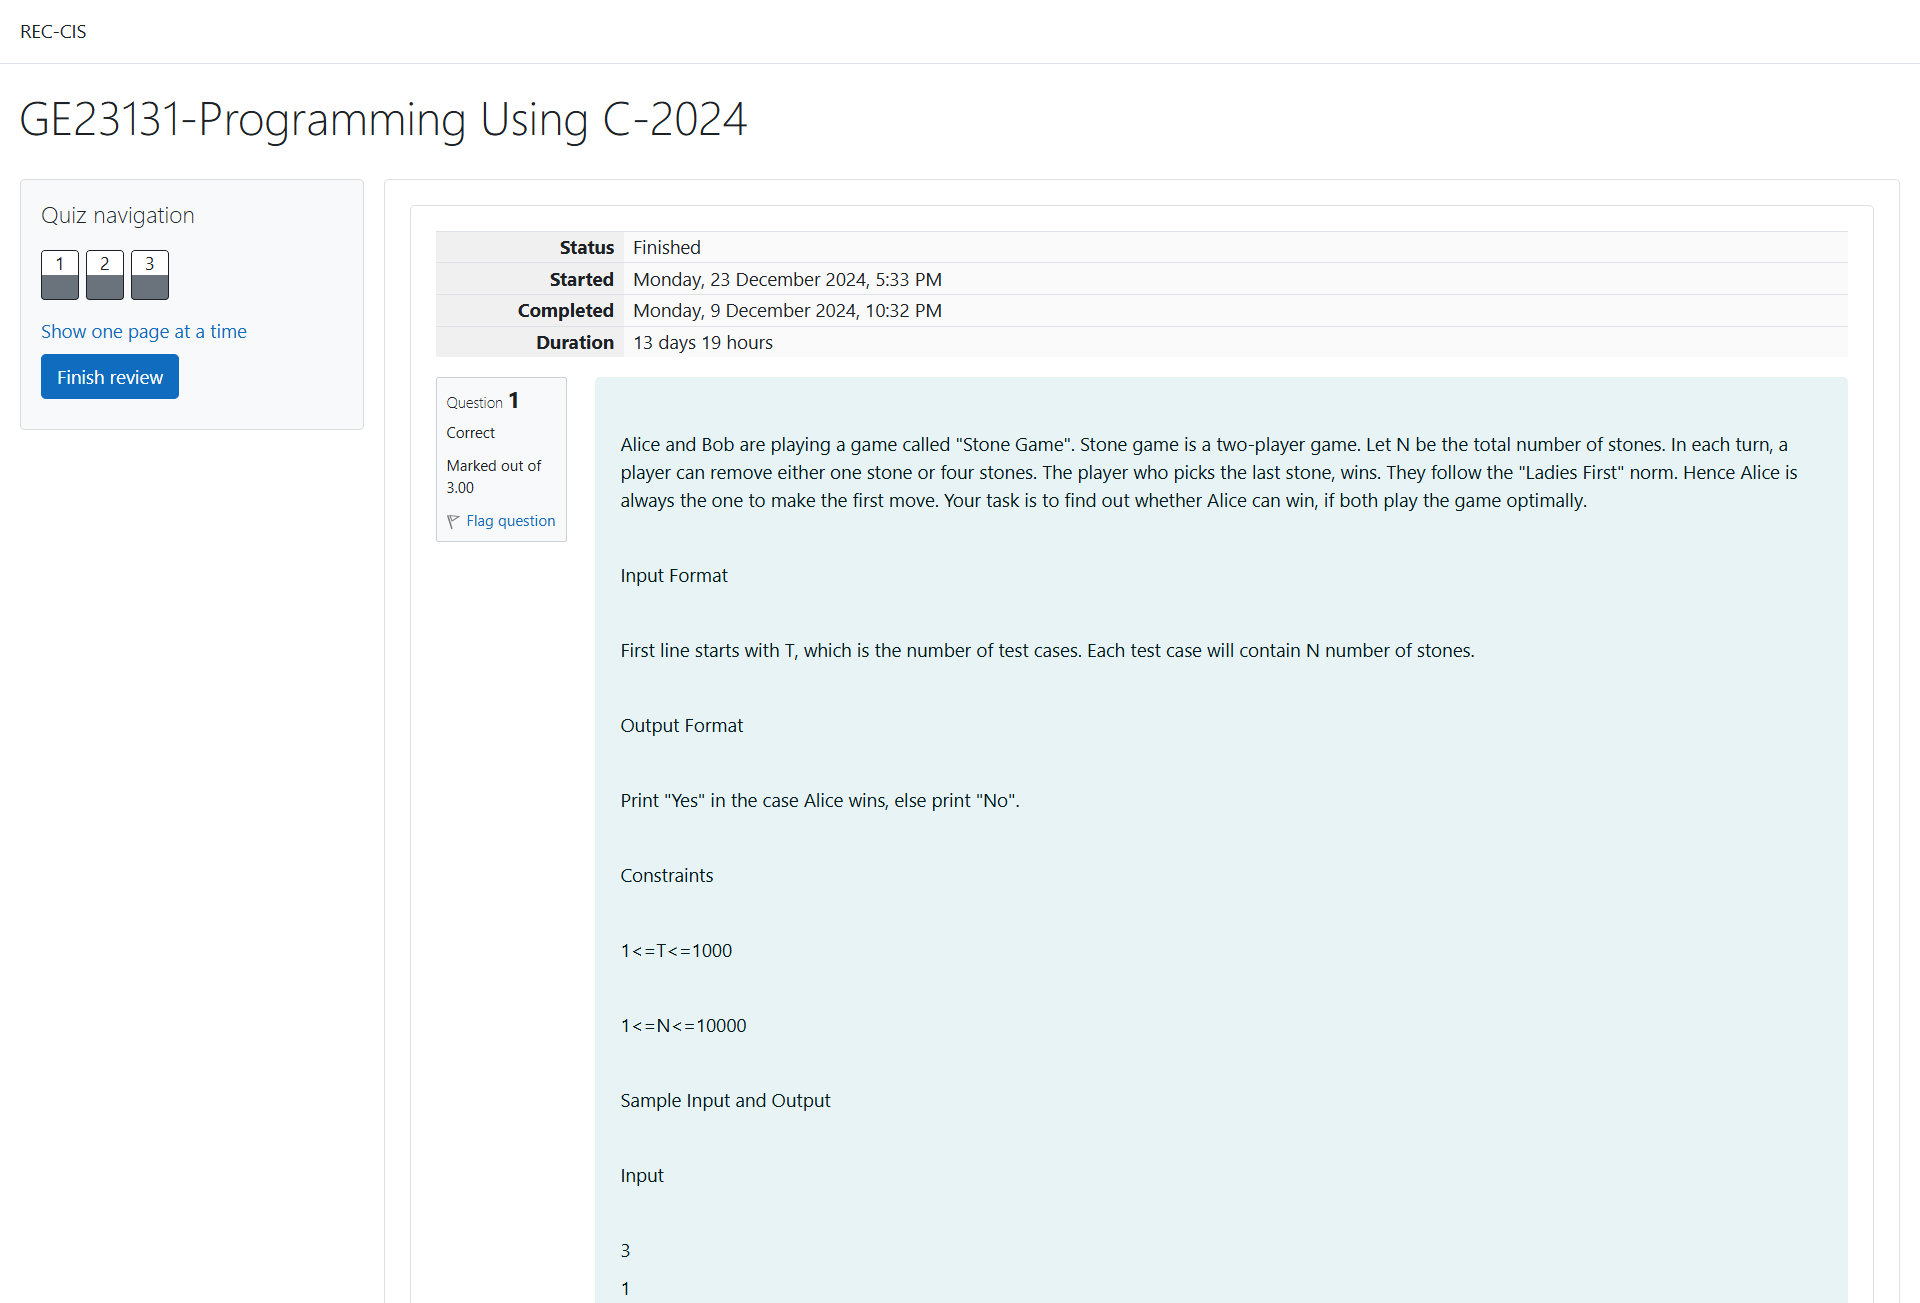 REC-CIS
GE23131-Programming Using C-2024
Quiz navigation
1 2 3
Show one page at a time
Finish review
Status Finished
Started Monday, 23 December 2024, 5:33 PM
Completed Monday, 9 December 2024, 10:32 PM
Duration 13 days 19 hours
Question 1
Correct
Marked out of
3.00
Flag question
Alice and Bob are playing a game called "Stone Game". Stone game is a two-player game. Let N be the total number of stones. In each turn, a
player can remove either one stone or four stones. The player who picks the last stone, wins. They follow the "Ladies First" norm. Hence Alice is
always the one to make the first move. Your task is to find out whether Alice can win, if both play the game optimally.
Input Format
First line starts with T, which is the number of test cases. Each test case will contain N number of stones.
Output Format
Print "Yes" in the case Alice wins, else print "No".
Constraints
1<=T<=1000
1<=N<=10000
Sample Input and Output
Input
3
1